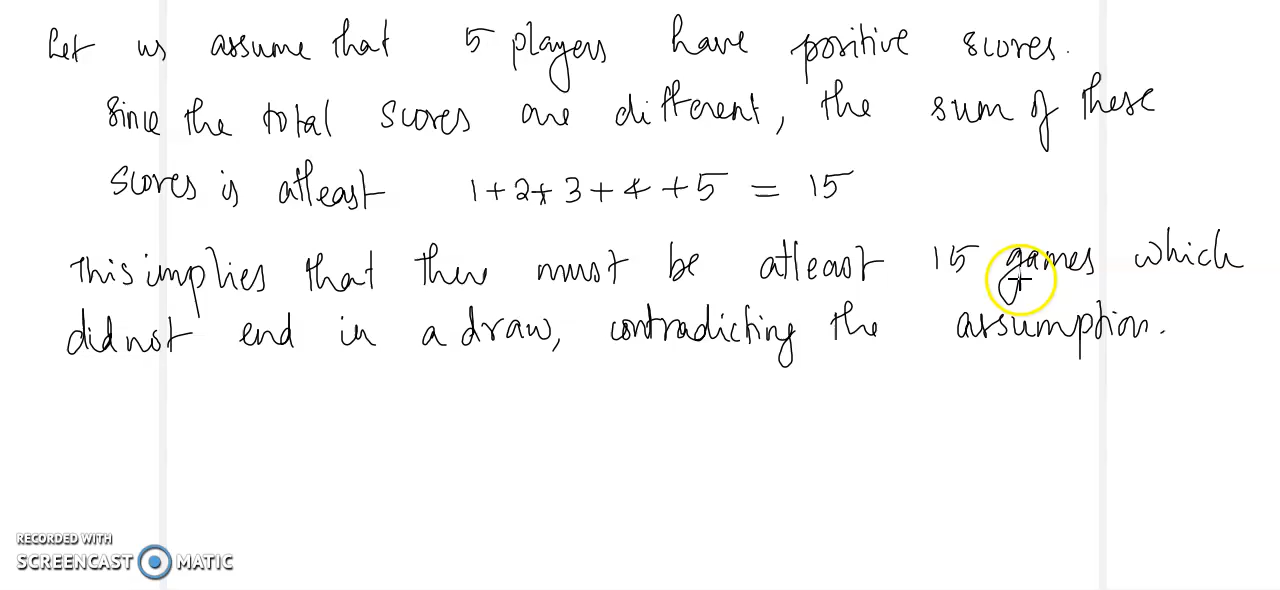 Let us assume that 5 players have positive scores.
Since the total scores are different, the sum of these
scores is atleast 1 + 2 + 3 + 4 + 5 = 15
This implies that there must be atleast 15 games which
did not end in a draw, contradicting the assumption.
RECORDED WITH
SCREENCAST MATIC